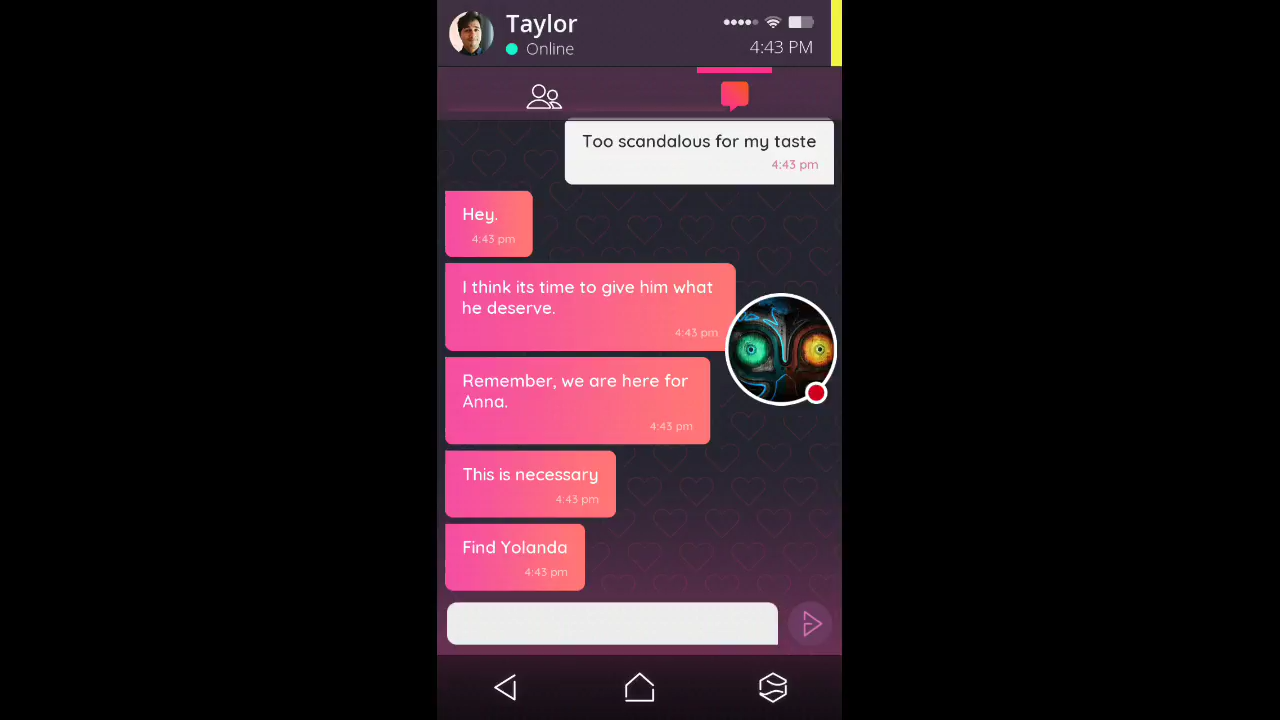 Taylor
Online
4:43 PM
Too scandalous for my taste
4:43 pm
Hey.
4:43 pm
I think its time to give him what
he deserve.
4:43 pm
Remember, we are here for
Anna.
4:43 pm
This is necessary
4:43 pm
Find Yolanda
4:43 pm